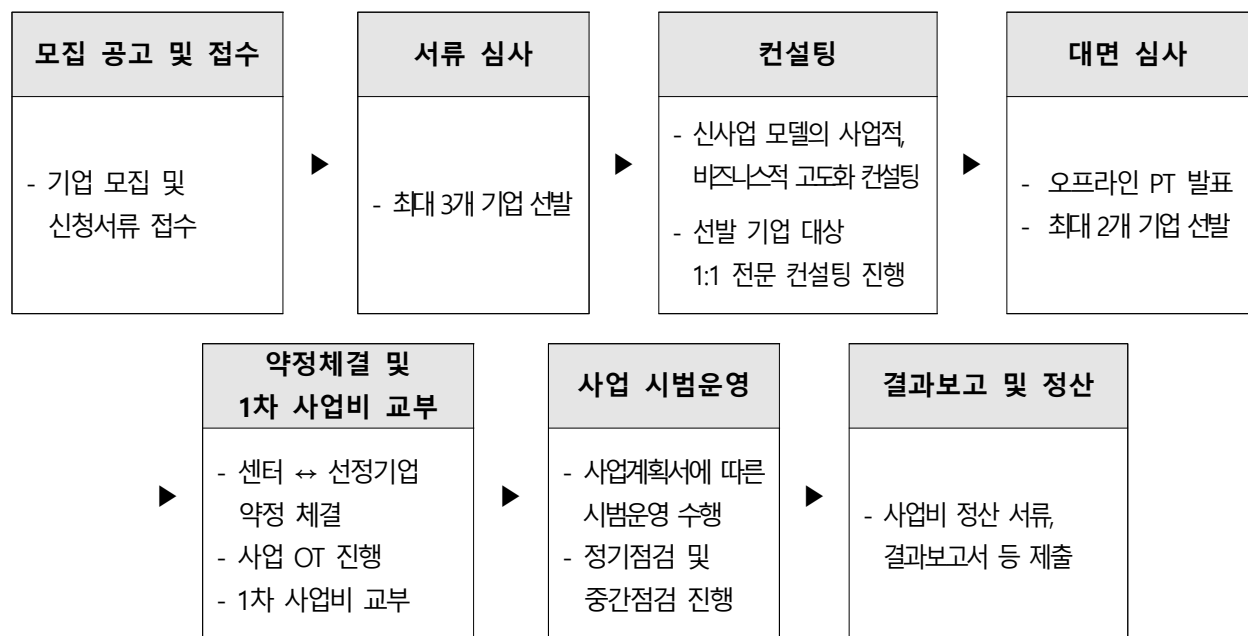 모집 공고 및 접수
- 기업 모집 및
신청서류 접수
▶
서류 심사
- 최대 3개 기업 선발
▶
컨설팅
- 신사업 모델의 사업적,
비즈니스적 고도화 컨설팅
- 선발 기업 대상
1:1 전문 컨설팅 진행
▶
대면 심사
- 오프라인 PT 발표
- 최대 2개 기업 선발
▶
약정체결 및
1차 사업비 교부
- 센터 ↔ 선정기업
약정 체결
- 사업 OT 진행
- 1차 사업비 교부
▶
사업 시범운영
- 사업계획서에 따른
시범운영 수행
- 정기점검 및
중간점검 진행
▶
결과보고 및 정산
- 사업비 정산 서류,
결과보고서 등 제출